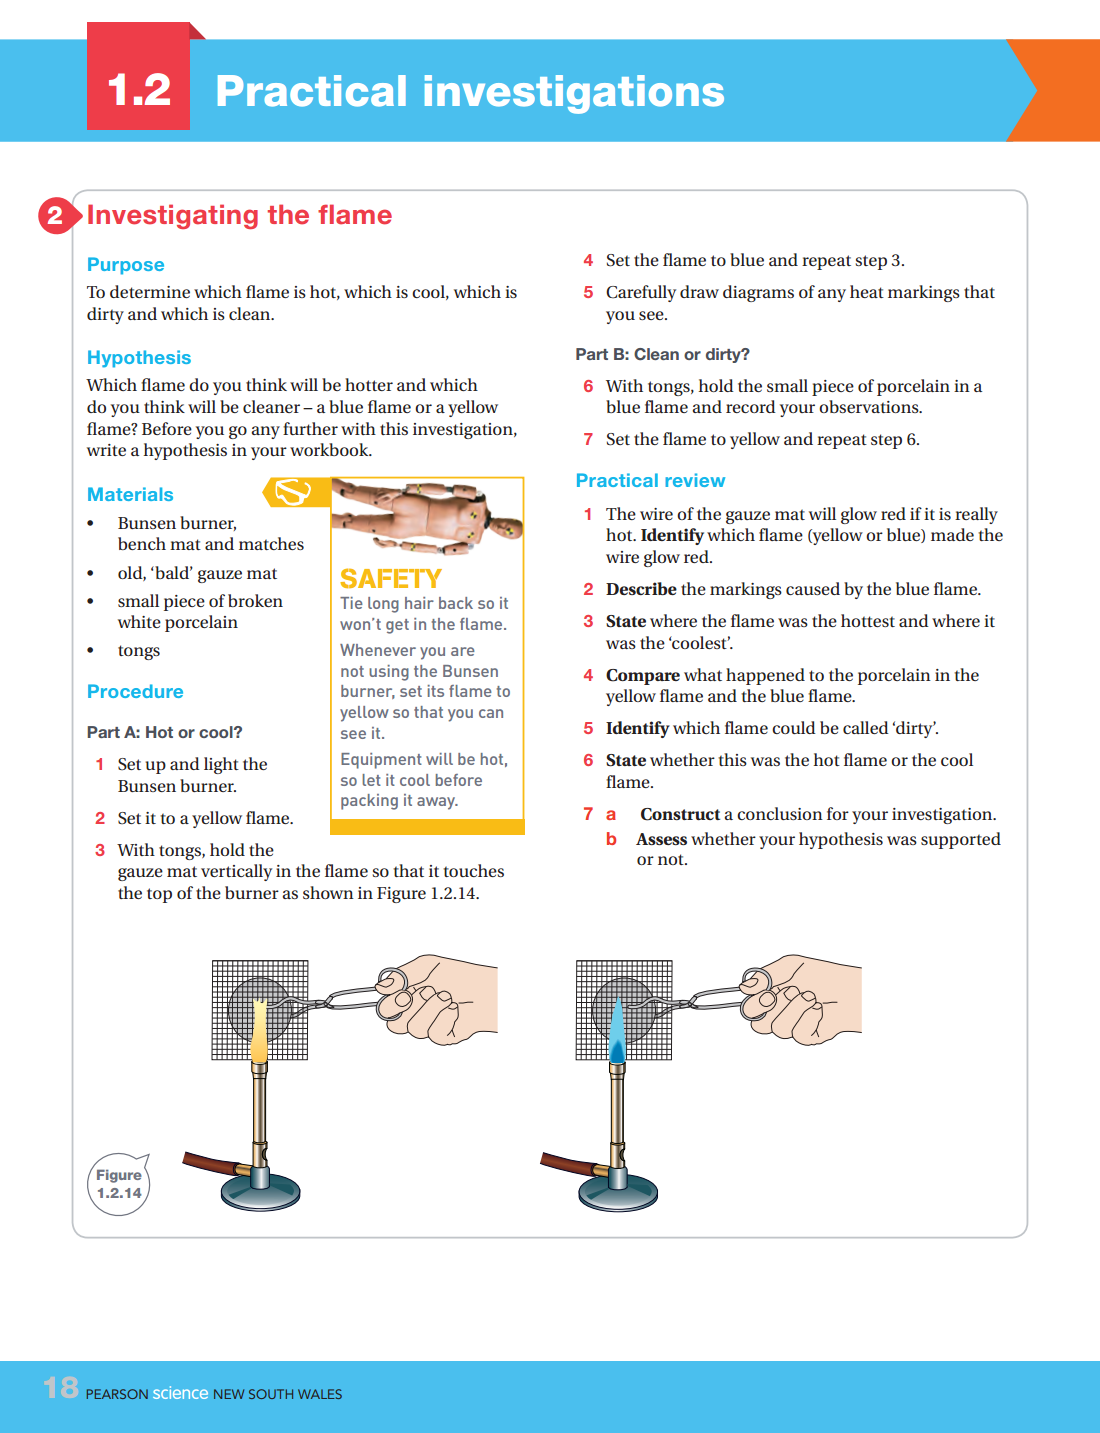 1.2
Practical investigations
2
Investigating the flame
Purpose
To determine which flame is hot, which is cool, which is
dirty and which is clean.
Hypothesis
Which flame do you think will be hotter and which
do you think will be cleaner – a blue flame or a yellow
flame? Before you go any further with this investigation,
write a hypothesis in your workbook.
Materials
• Bunsen burner,
bench mat and matches
• old, ‘bald’ gauze mat
• small piece of broken
white porcelain
• tongs
SAFETY
Tie long hair back so it
won’t get in the flame.
Whenever you are
not using the Bunsen
burner, set its flame to
yellow so that you can
see it.
Equipment will be hot,
so let it cool before
packing it away.
Procedure
Part A: Hot or cool?
1 Set up and light the
Bunsen burner.
2 Set it to a yellow flame.
3 With tongs, hold the
gauze mat vertically in the flame so that it touches
the top of the burner as shown in Figure 1.2.14.
4 Set the flame to blue and repeat step 3.
5 Carefully draw diagrams of any heat markings that
you see.
Part B: Clean or dirty?
6 With tongs, hold the small piece of porcelain in a
blue flame and record your observations.
7 Set the flame to yellow and repeat step 6.
Practical review
1 The wire of the gauze mat will glow red if it is really
hot. Identify which flame (yellow or blue) made the
wire glow red.
2 Describe the markings caused by the blue flame.
3 State where the flame was the hottest and where it
was the ‘coolest’.
4 Compare what happened to the porcelain in the
yellow flame and the blue flame.
5 Identify which flame could be called ‘dirty’.
6 State whether this was the hot flame or the cool
flame.
7 a Construct a conclusion for your investigation.
b Assess whether your hypothesis was supported
or not.
Figure
1.2.14
18 PEARSON science NEW SOUTH WALES